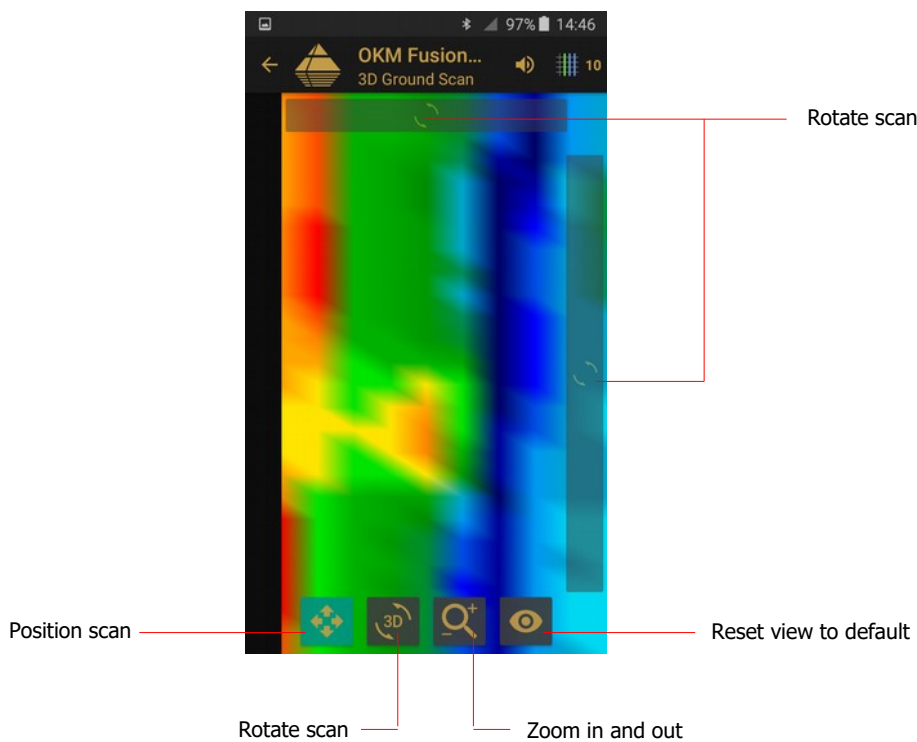 97% 14:46
OKM Fusion...
3D Ground Scan
10
Rotate scan
3D
Position scan
Reset view to default
Rotate scan
Zoom in and out